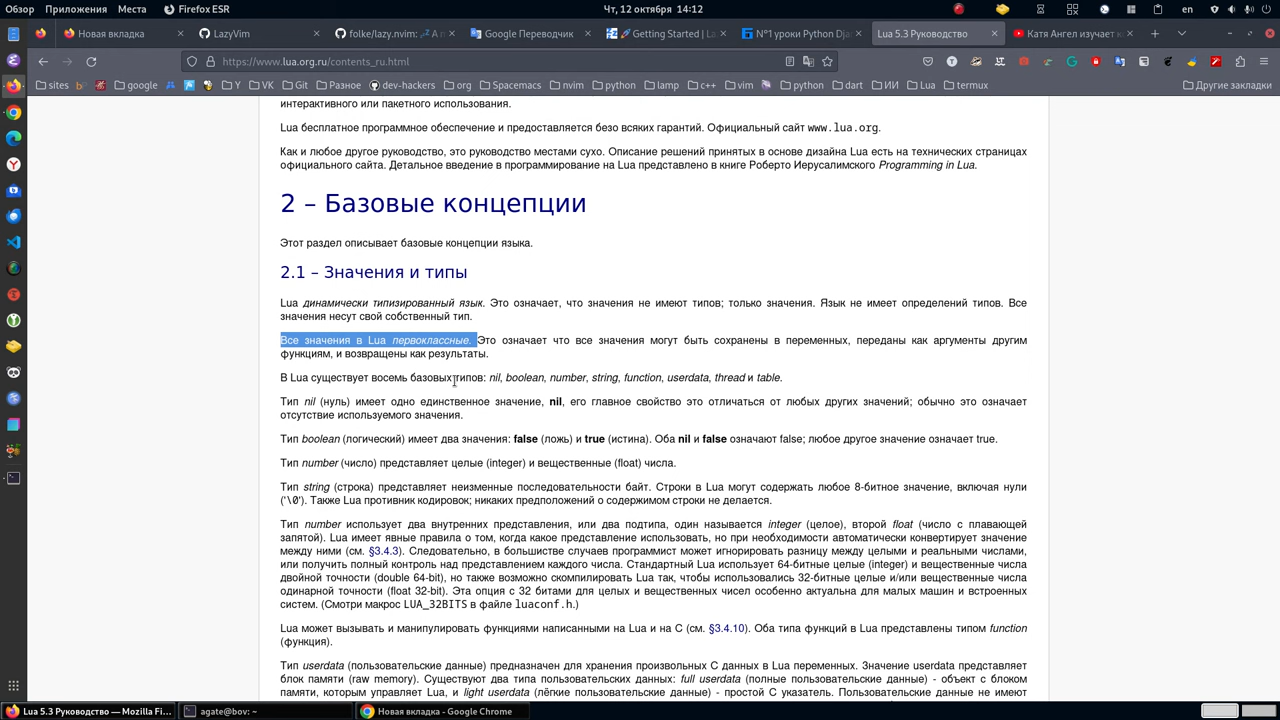 Обзор Приложения Места Firefox ESR Чт, 12 октября 14:12 en
Новая вкладка LazyVim folke/lazy.nvim: 💤 A n Google Переводчик 🚀 Getting Started | La N°1 уроки Python Dja Lua 5.3 Руководство Катя Angel изучает к
https://www.lua.org.ru/contents_ru.html
sites google Y VK Git Разное dev-hackers org Spacemacs nvim python lamp c++ vim python dart ИИ Lua termux Другие закладки
интерактивного или пакетного использования.
Lua бесплатное программное обеспечение и предоставляется безо всяких гарантий. Официальный сайт www.lua.org.
Как и любое другое руководство, это руководство местами сухо. Описание решений принятых в основе дизайна Lua есть на технических страницах
официального сайта. Детальное введение в программирование на Lua представлено в книге Роберто Иерусалимского Programming in Lua.
2 – Базовые концепции
Этот раздел описывает базовые концепции языка.
2.1 – Значения и типы
Lua динамически типизированный язык. Это означает, что значения не имеют типов; только значения. Язык не имеет определений типов. Все
значения несут свой собственный тип.
Все значения в Lua первоклассные. Это означает что все значения могут быть сохранены в переменных, переданы как аргументы другим
функциям, и возвращены как результаты.
В Lua существует восемь базовых типов: nil, boolean, number, string, function, userdata, thread и table.
Тип nil (нуль) имеет одно единственное значение, nil, его главное свойство это отличаться от любых других значений; обычно это означает
отсутствие используемого значения.
Тип boolean (логический) имеет два значения: false (ложь) и true (истина). Оба nil и false означают false; любое другое значение означает true.
Тип number (число) представляет целые (integer) и вещественные (float) числа.
Тип string (строка) представляет неизменные последовательности байт. Строки в Lua могут содержать любое 8-битное значение, включая нули
('\0'). Также Lua противник кодировок; никаких предположений о содержимом строки не делается.
Тип number использует два внутренних представления, или два подтипа, один называется integer (целое), второй float (число с плавающей
запятой). Lua имеет явные правила о том, когда какое представление использовать, но при необходимости автоматически конвертирует значение
между ними (см. §3.4.3). Следовательно, в большистве случаев программист может игнорировать разницу между целыми и реальными числами,
или получить полный контроль над представлением каждого числа. Стандартный Lua использует 64-битные целые (integer) и вещественные числа
двойной точности (double 64-bit), но также возможно скомпилировать Lua так, чтобы использовались 32-битные целые и/или вещественные числа
одинарной точности (float 32-bit). Эта опция с 32 битами для целых и вещественных чисел особенно актуальна для малых машин и встроенных
систем. (Смотри макрос LUA_32BITS в файле luaconf.h.)
Lua может вызывать и манипулировать функциями написанными на Lua и на C (см. §3.4.10). Оба типа функций в Lua представлены типом function
(функция).
Тип userdata (пользовательские данные) предназначен для хранения произвольных C данных в Lua переменных. Значение userdata представляет
блок памяти (raw memory). Существуют два типа пользовательских данных: full userdata (полные пользовательские данные) - объект с блоком
памяти, которым управляет Lua, и light userdata (лёгкие пользовательские данные) - простой C указатель. Пользовательские данные не имеют
Lua 5.3 Руководство — Mozilla Fi... agate@bov: ~ Новая вкладка - Google Chrome